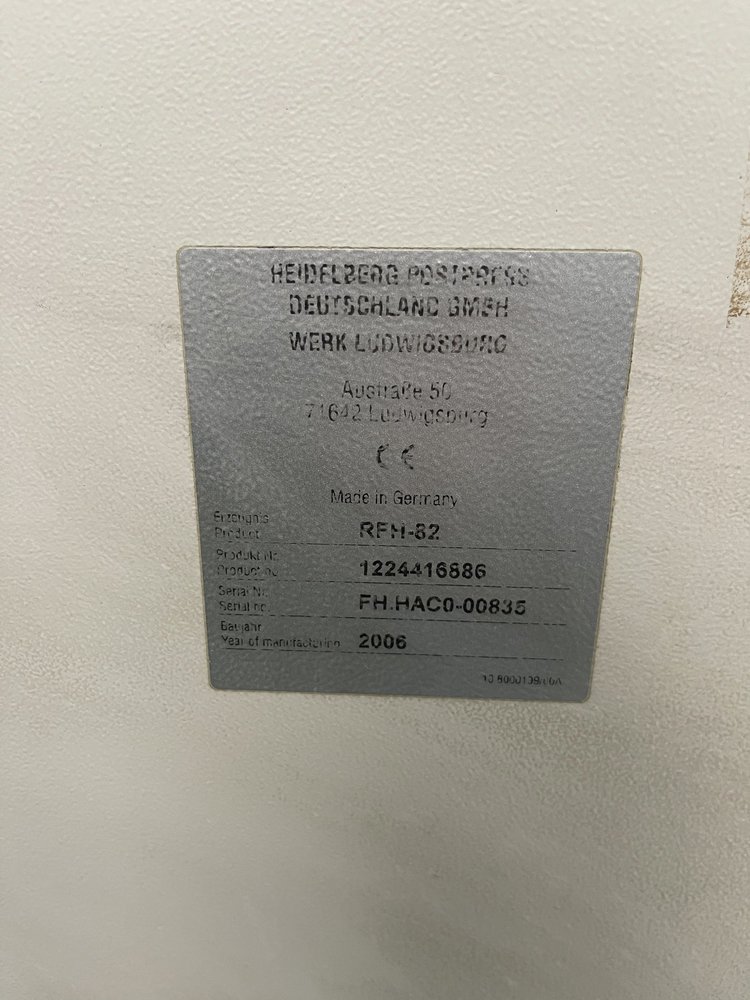 HEIDELBERG POSTPRESS
DEUTSCHLAND GMBH
WERK LUDWIGSBURG
Austraße 50
71642 Ludwigsburg
CE
Made in Germany
Erzeugnis
Product RFH-82
Produkt Nr.
Product no. 1224416886
Serial Nr.
Serial no. FH.HAC0-00835
Baujahr
Year of manufacturing 2006